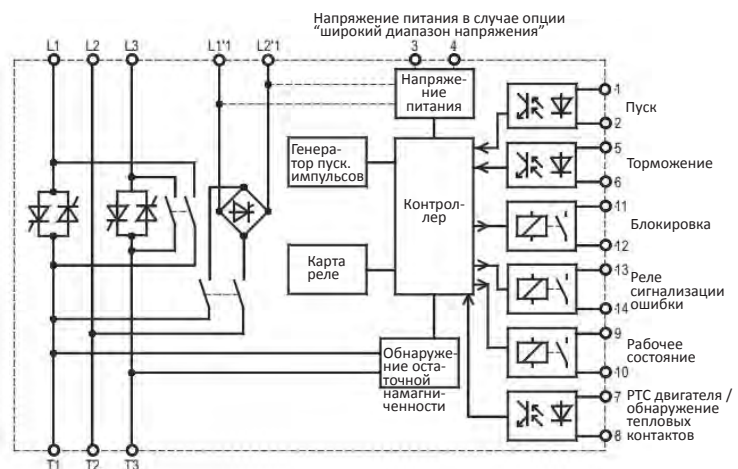 Напряжение питания в случае опции
“широкий диапазон напряжения”
L1
L2
L3
L1"1
L2"1
3
4
Напряже-
ние
питания
1
Пуск
2
Генера-
тор пуск.
импульсов
5
Торможение
6
Контрол-
лер
11
Блокировка
12
Карта
реле
13
Реле
сигнализации
ошибки
14
9
Рабочее
состояние
10
Обнаруже-
ние оста-
точной
намагни-
ченности
7
PTC двигателя /
обнаружение
тепловых
контактов
8
T1
T2
T3